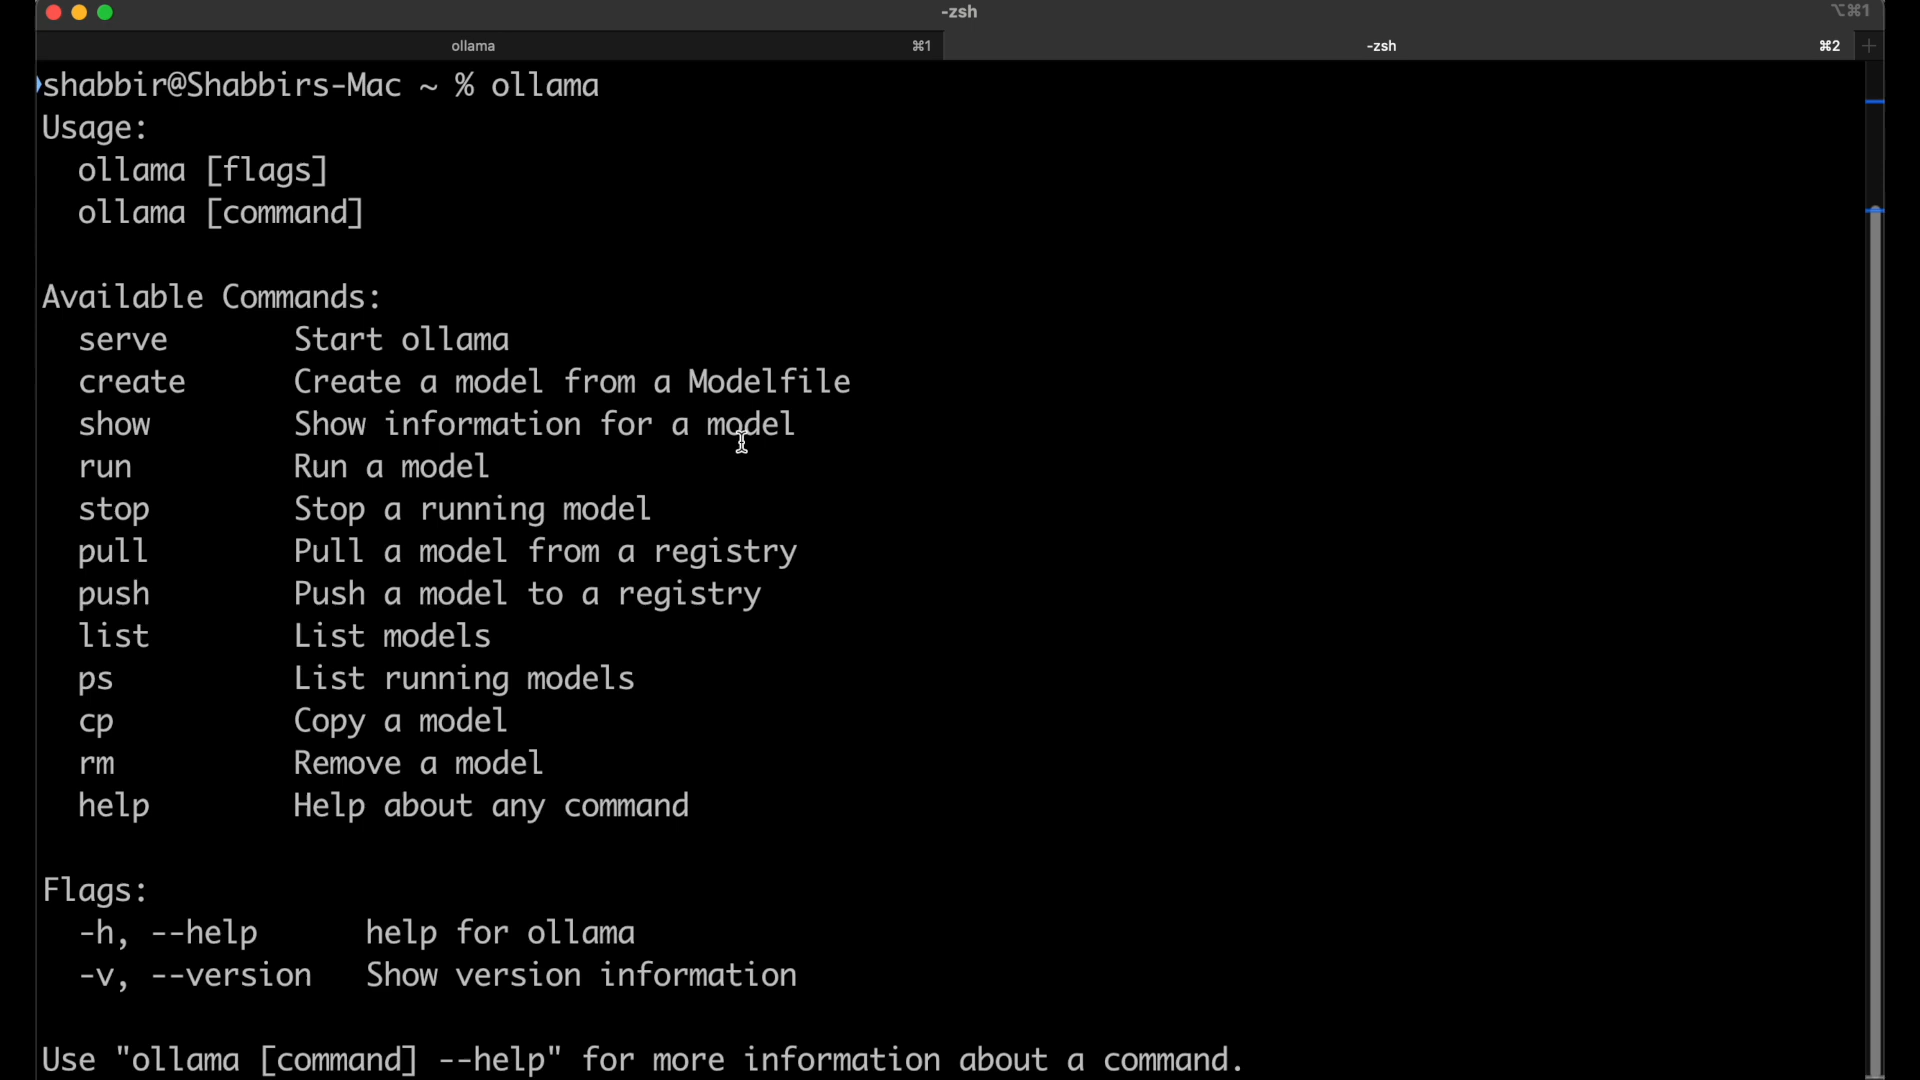 -zsh
⌥⌘1
ollama ⌘1 -zsh ⌘2 +
shabbir@Shabbirs-Mac ~ % ollama
Usage:
  ollama [flags]
  ollama [command]

Available Commands:
  serve       Start ollama
  create      Create a model from a Modelfile
  show        Show information for a model
  run         Run a model
  stop        Stop a running model
  pull        Pull a model from a registry
  push        Push a model to a registry
  list        List models
  ps          List running models
  cp          Copy a model
  rm          Remove a model
  help        Help about any command

Flags:
  -h, --help      help for ollama
  -v, --version   Show version information

Use "ollama [command] --help" for more information about a command.